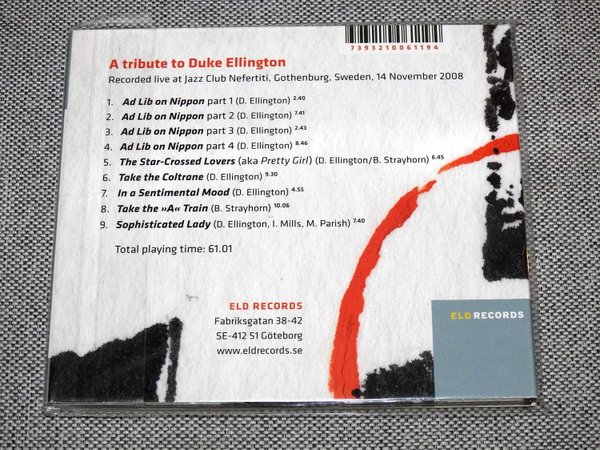 7393210061194
A tribute to Duke Ellington
Recorded live at Jazz Club Nefertiti, Gothenburg, Sweden, 14 November 2008
1. Ad Lib on Nippon part 1 (D. Ellington) 2.40
2. Ad Lib on Nippon part 2 (D. Ellington) 7.41
3. Ad Lib on Nippon part 3 (D. Ellington) 2.43
4. Ad Lib on Nippon part 4 (D. Ellington) 8.46
5. The Star-Crossed Lovers (aka Pretty Girl) (D. Ellington/B. Strayhorn) 6.45
6. Take the Coltrane (D. Ellington) 9.30
7. In a Sentimental Mood (D. Ellington) 4.55
8. Take the »A« Train (B. Strayhorn) 10.06
9. Sophisticated Lady (D. Ellington, I. Mills, M. Parish) 7.40
Total playing time: 61.01
ELD RECORDS
Fabriksgatan 38-42
SE-412 51 Göteborg
www.eldrecords.se
ELD RECORDS